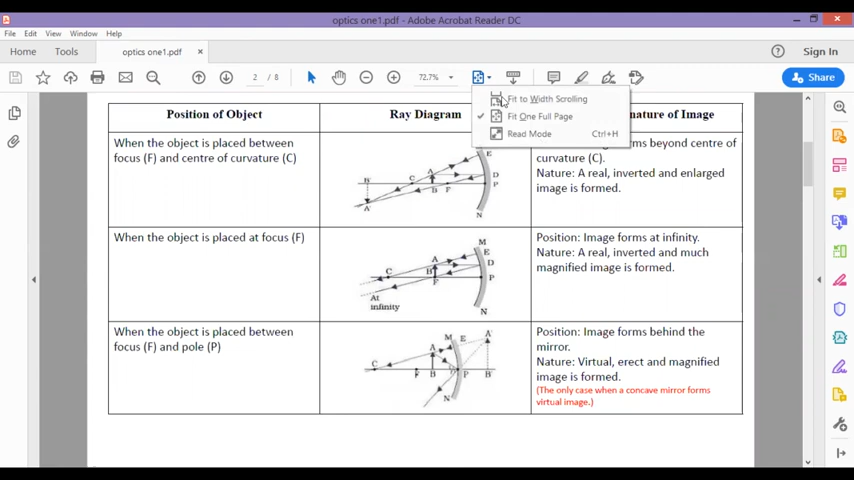 optics one1.pdf - Adobe Acrobat Reader DC
File Edit View Window Help
Home Tools optics one1.pdf × Sign In
2 / 8 72.7% Share
Fit to Width Scrolling
Fit One Full Page
Read Mode Ctrl+H
Position of Object Ray Diagram nature of Image
When the object is placed between
focus (F) and centre of curvature (C)
B' C A B F E D P A' N
forms beyond centre of
curvature (C).
Nature: A real, inverted and enlarged
image is formed.
When the object is placed at focus (F)
M E A D C B F P N
At
infinity
Position: Image forms at infinity.
Nature: A real, inverted and much
magnified image is formed.
When the object is placed between
focus (F) and pole (P)
M E A' A D C F B P B' N
Position: Image forms behind the
mirror.
Nature: Virtual, erect and magnified
image is formed.
(The only case when a concave mirror forms
virtual image.)